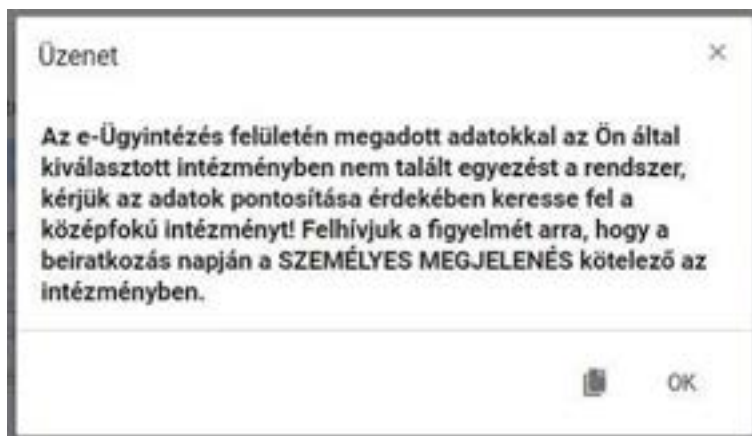 Üzenet
Az e-Ügyintézés felületén megadott adatokkal az Ön által
kiválasztott intézményben nem talált egyezést a rendszer,
kérjük az adatok pontosítása érdekében keresse fel a
középfokú intézményt! Felhívjuk a figyelmét arra, hogy a
beiratkozás napján a SZEMÉLYES MEGJELENÉS kötelező az
intézményben.
OK